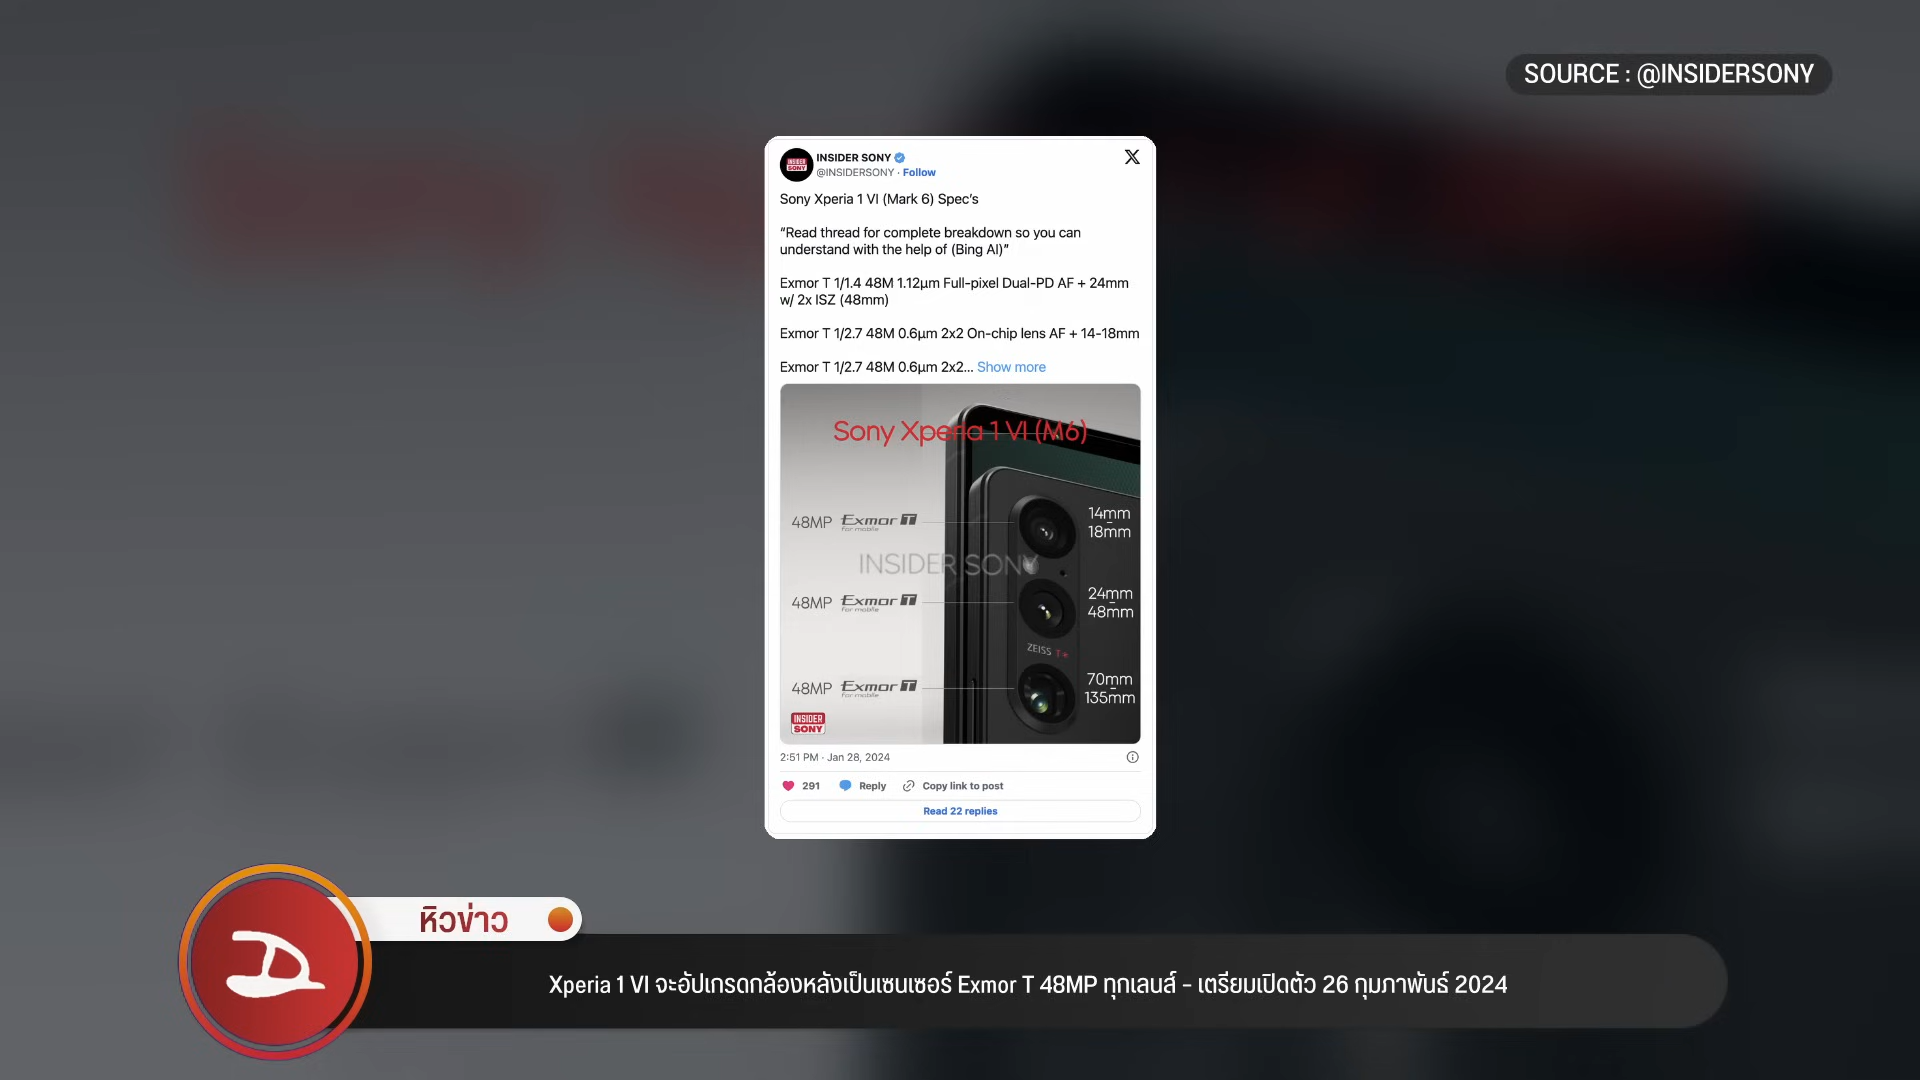 SOURCE : @INSIDERSONY
INSIDER SONY
INSIDER SONY
@INSIDERSONY · Follow
Sony Xperia 1 VI (Mark 6) Spec's
“Read thread for complete breakdown so you can
understand with the help of (Bing AI)”
Exmor T 1/1.4 48M 1.12µm Full-pixel Dual-PD AF + 24mm
w/ 2x ISZ (48mm)
Exmor T 1/2.7 48M 0.6µm 2x2 On-chip lens AF + 14-18mm
Exmor T 1/2.7 48M 0.6µm 2x2... Show more
Sony Xperia 1 VI (M6)
48MP Exmor T for mobile
14mm
-
18mm
INSIDER SONY
48MP Exmor T for mobile
24mm
-
48mm
ZEISS T*
48MP Exmor T for mobile
70mm
-
135mm
INSIDER
SONY
2:51 PM · Jan 28, 2024
291 Reply Copy link to post
Read 22 replies
หิวข่าว
Xperia 1 VI จะอัปเกรดกล้องหลังเป็นเซนเซอร์ Exmor T 48MP ทุกเลนส์ - เตรียมเปิดตัว 26 กุมภาพันธ์ 2024